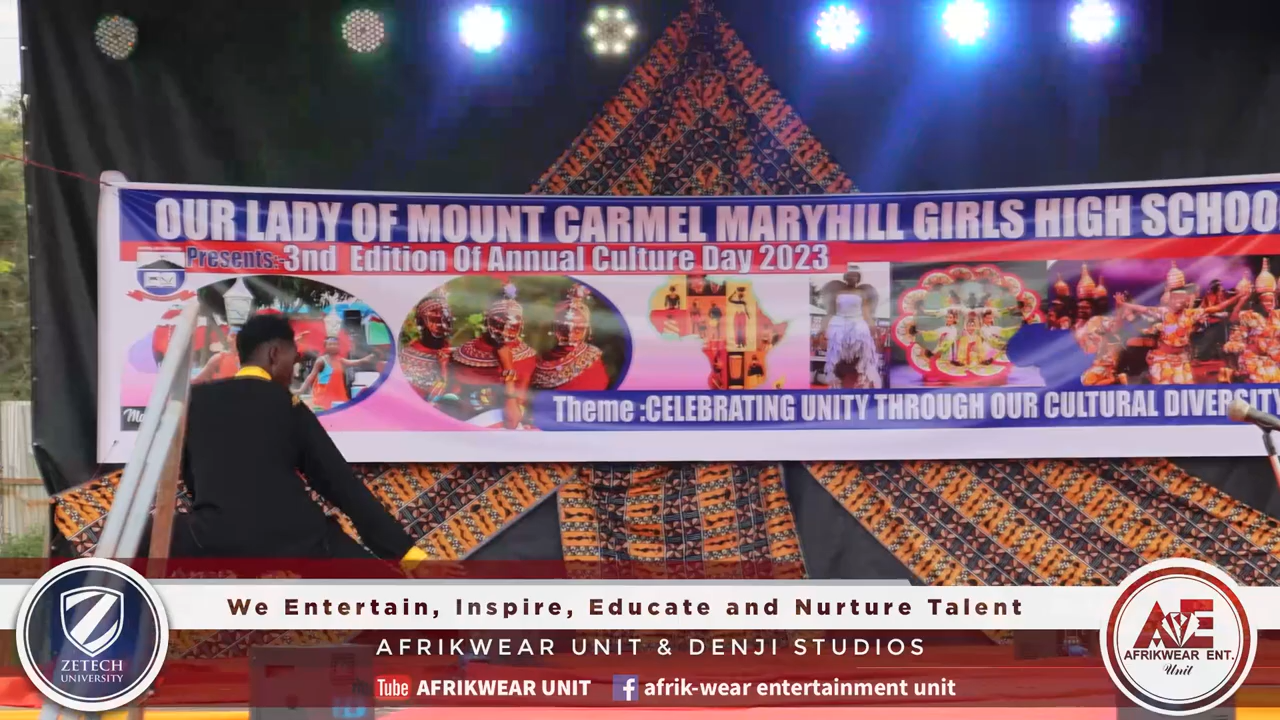 OUR LADY OF MOUNT CARMEL MARYHILL GIRLS HIGH SCHOO
Presents:-3nd Edition Of Annual Culture Day 2023
Theme :CELEBRATING UNITY THROUGH OUR CULTURAL DIVERSITY
We Entertain, Inspire, Educate and Nurture Talent
AFRIKWEAR UNIT & DENJI STUDIOS
Tube AFRIKWEAR UNIT f afrik-wear entertainment unit
Z
ZETECH
UNIVERSITY
AE
AFRIKWEAR ENT.
Unit